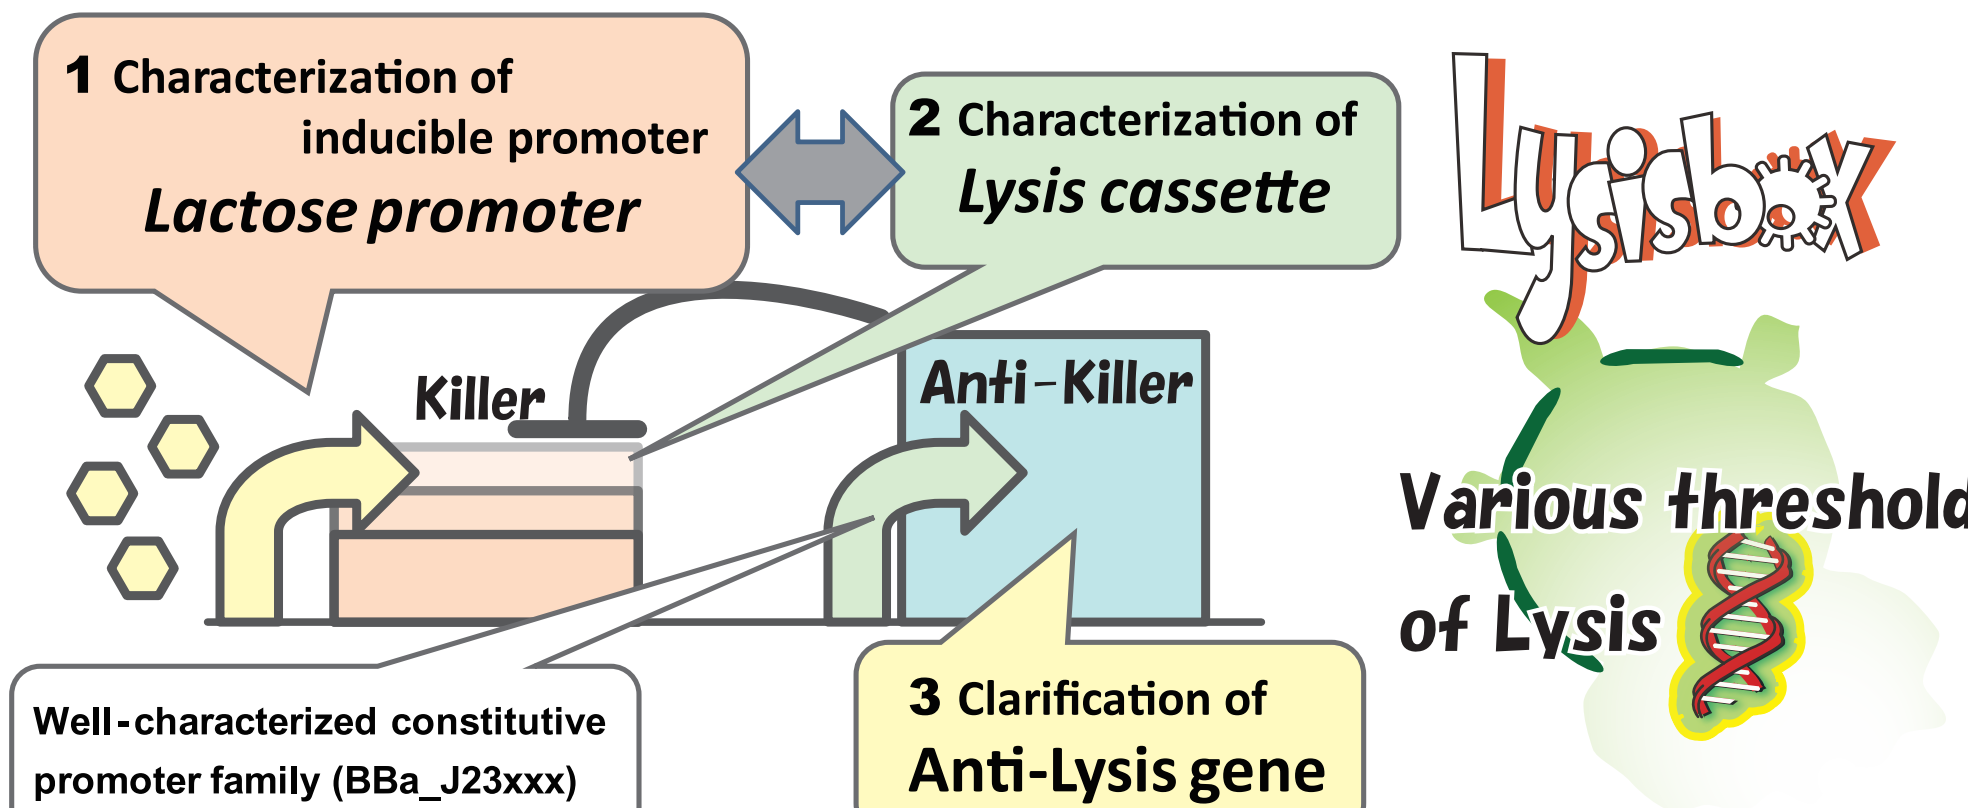 1 Characterization of
inducible promoter
Lactose promoter
2 Characterization of
Lysis cassette
Lysisbox
Killer
Anti-Killer
Various threshold
of Lysis
Well-characterized constitutive
promoter family (BBa_J23xxx)
3 Clarification of
Anti-Lysis gene